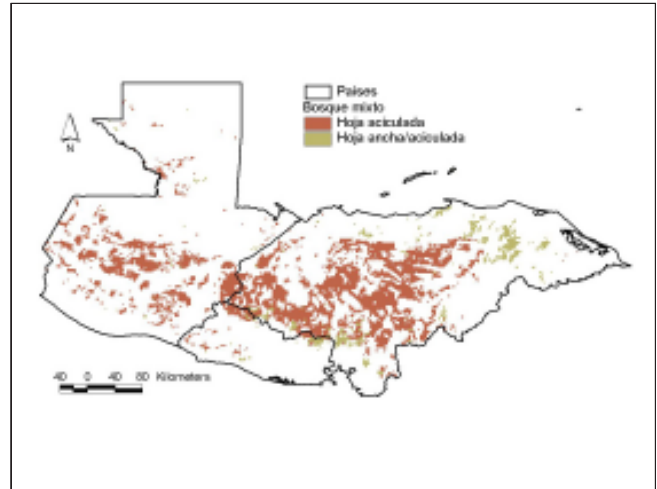 Paises
Bosque mixto
Hoja aciculada
Hoja ancha/aciculada
N
40 0 40 80 Kilometers